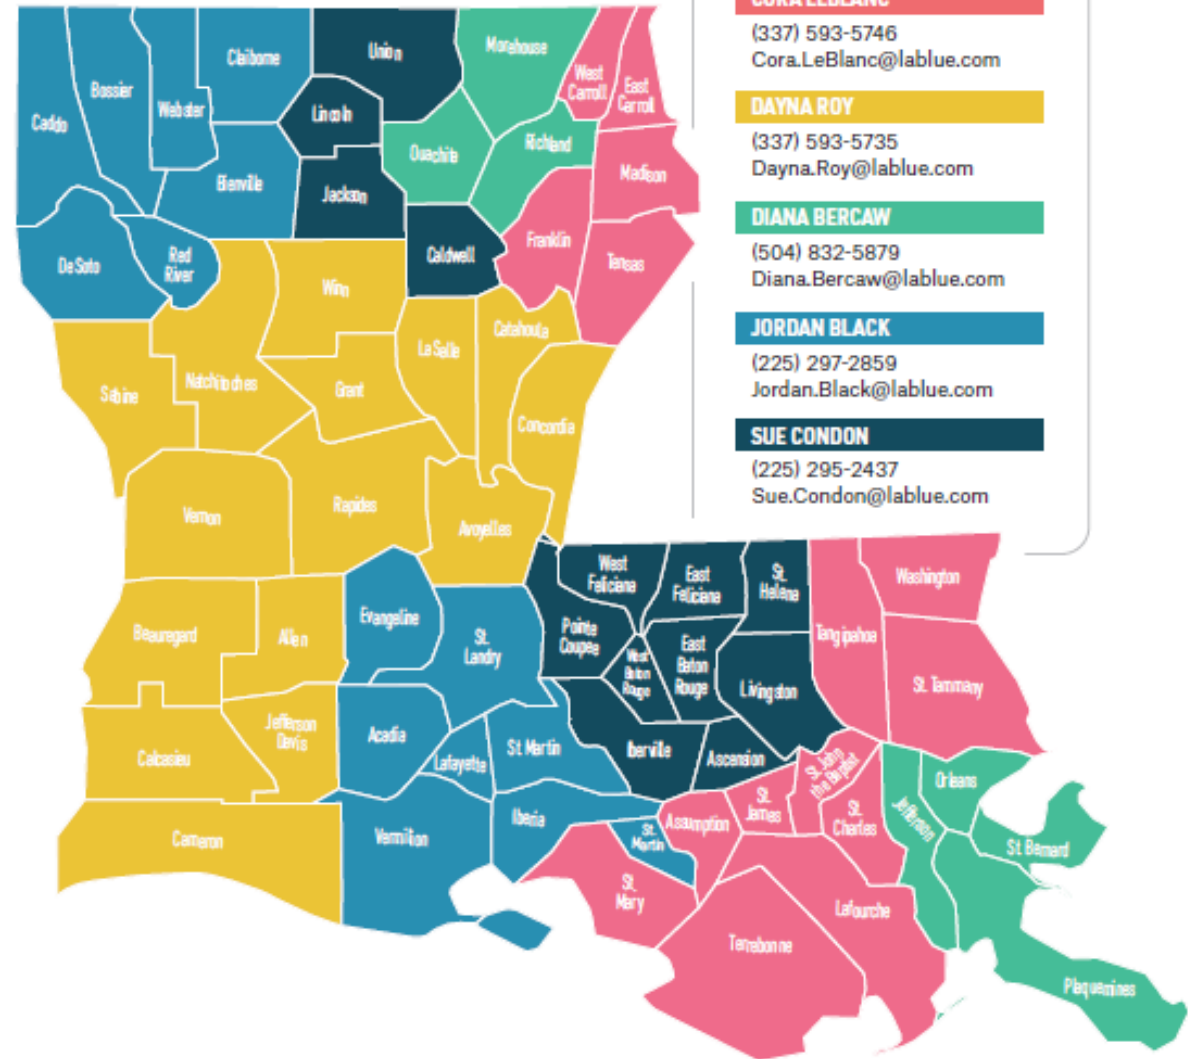 CORA LEBLANC
(337) 593-5746
Cora.LeBlanc@lablue.com
DAYNA ROY
(337) 593-5735
Dayna.Roy@lablue.com
DIANA BERCAW
(504) 832-5879
Diana.Bercaw@lablue.com
JORDAN BLACK
(225) 297-2859
Jordan.Black@lablue.com
SUE CONDON
(225) 295-2437
Sue.Condon@lablue.com
Caddo
Bossier
Webster
Claiborne
Union
Morehouse
West
Carroll
East
Carroll
Lincoln
Ouachita
Richland
Madison
Bienville
Jackson
Caldwell
Franklin
Tensas
De Soto
Red
River
Winn
Catahoula
La Salle
Sabine
Natchitoches
Grant
Concordia
Vernon
Rapides
Avoyelles
West
Feliciana
East
Feliciana
St.
Helena
Washington
Beauregard
Allen
Evangeline
St.
Landry
Pointe
Coupee
West
Baton
Rouge
East
Baton
Rouge
Livingston
Tangipahoa
St. Tammany
Calcasieu
Jefferson
Davis
Acadia
Lafayette
St. Martin
Iberville
Ascension
St. John
the Baptist
Orleans
Cameron
Vermilion
Iberia
St.
Martin
Assumption
St.
James
St.
Charles
Jefferson
St. Bernard
St.
Mary
Terrebonne
Lafourche
Plaquemines